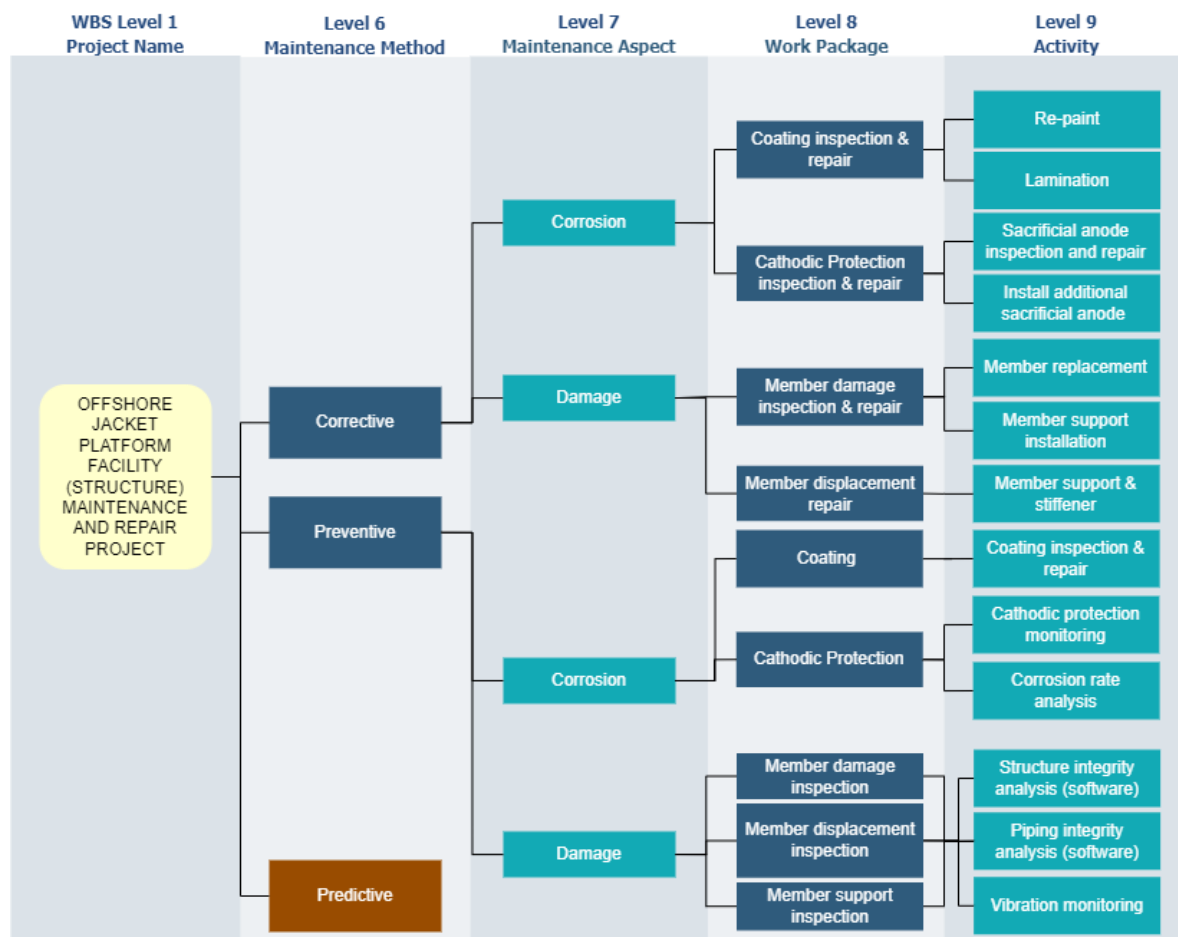 WBS Level 1
Project Name
Level 6
Maintenance Method
Level 7
Maintenance Aspect
Level 8
Work Package
Level 9
Activity
OFFSHORE
JACKET
PLATFORM
FACILITY
(STRUCTURE)
MAINTENANCE
AND REPAIR
PROJECT
Corrective
Preventive
Predictive
Corrosion
Damage
Corrosion
Damage
Coating inspection &
repair
Cathodic Protection
inspection & repair
Member damage
inspection & repair
Member displacement
repair
Coating
Cathodic Protection
Member damage
inspection
Member displacement
inspection
Member support
inspection
Re-paint
Lamination
Sacrificial anode
inspection and repair
Install additional
sacrificial anode
Member replacement
Member support
installation
Member support &
stiffener
Coating inspection &
repair
Cathodic protection
monitoring
Corrosion rate
analysis
Structure integrity
analysis (software)
Piping integrity
analysis (software)
Vibration monitoring